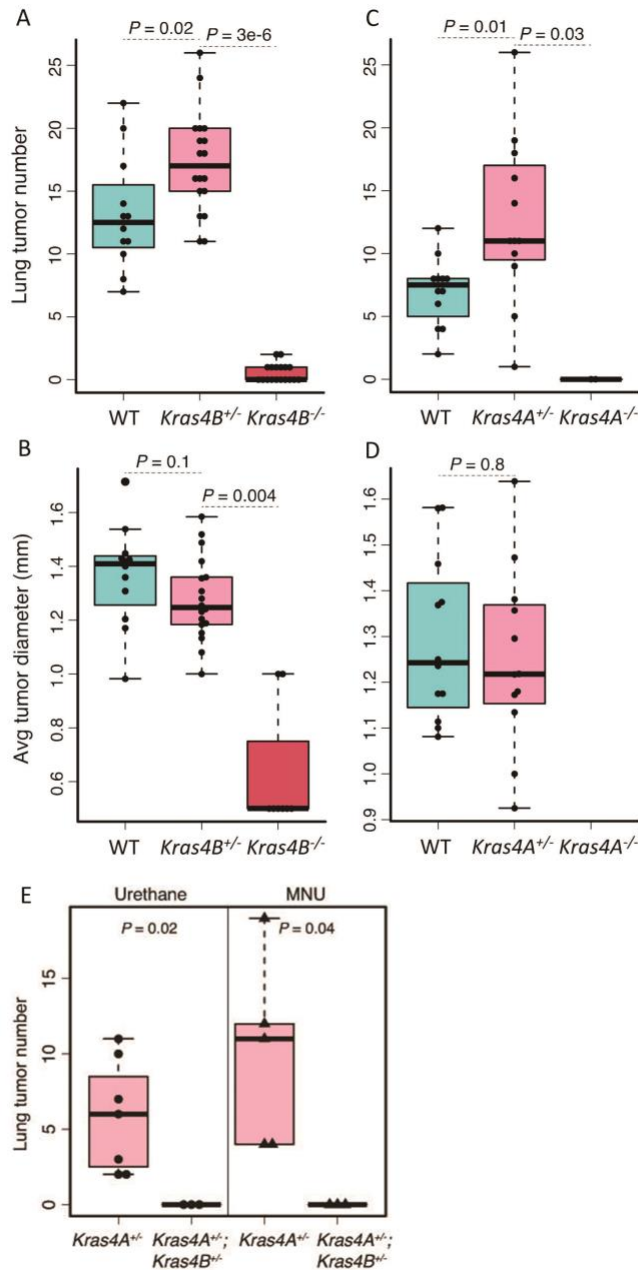 A
P = 0.02
P = 3e-6
Lung tumor number
25
20
15
10
5
0
WT
Kras4B+/-
Kras4B-/-
C
P = 0.01
P = 0.03
25
20
15
10
5
0
WT
Kras4A+/-
Kras4A-/-
B
P = 0.1
P = 0.004
Avg tumor diameter (mm)
1.6
1.4
1.2
1.0
0.8
0.6
WT
Kras4B+/-
Kras4B-/-
D
P = 0.8
1.6
1.5
1.4
1.3
1.2
1.1
1.0
0.9
WT
Kras4A+/-
Kras4A-/-
E
Urethane
MNU
P = 0.02
P = 0.04
Lung tumor number
15
10
5
0
Kras4A+/-
Kras4A+/-;
Kras4B+/-
Kras4A+/-
Kras4A+/-;
Kras4B+/-